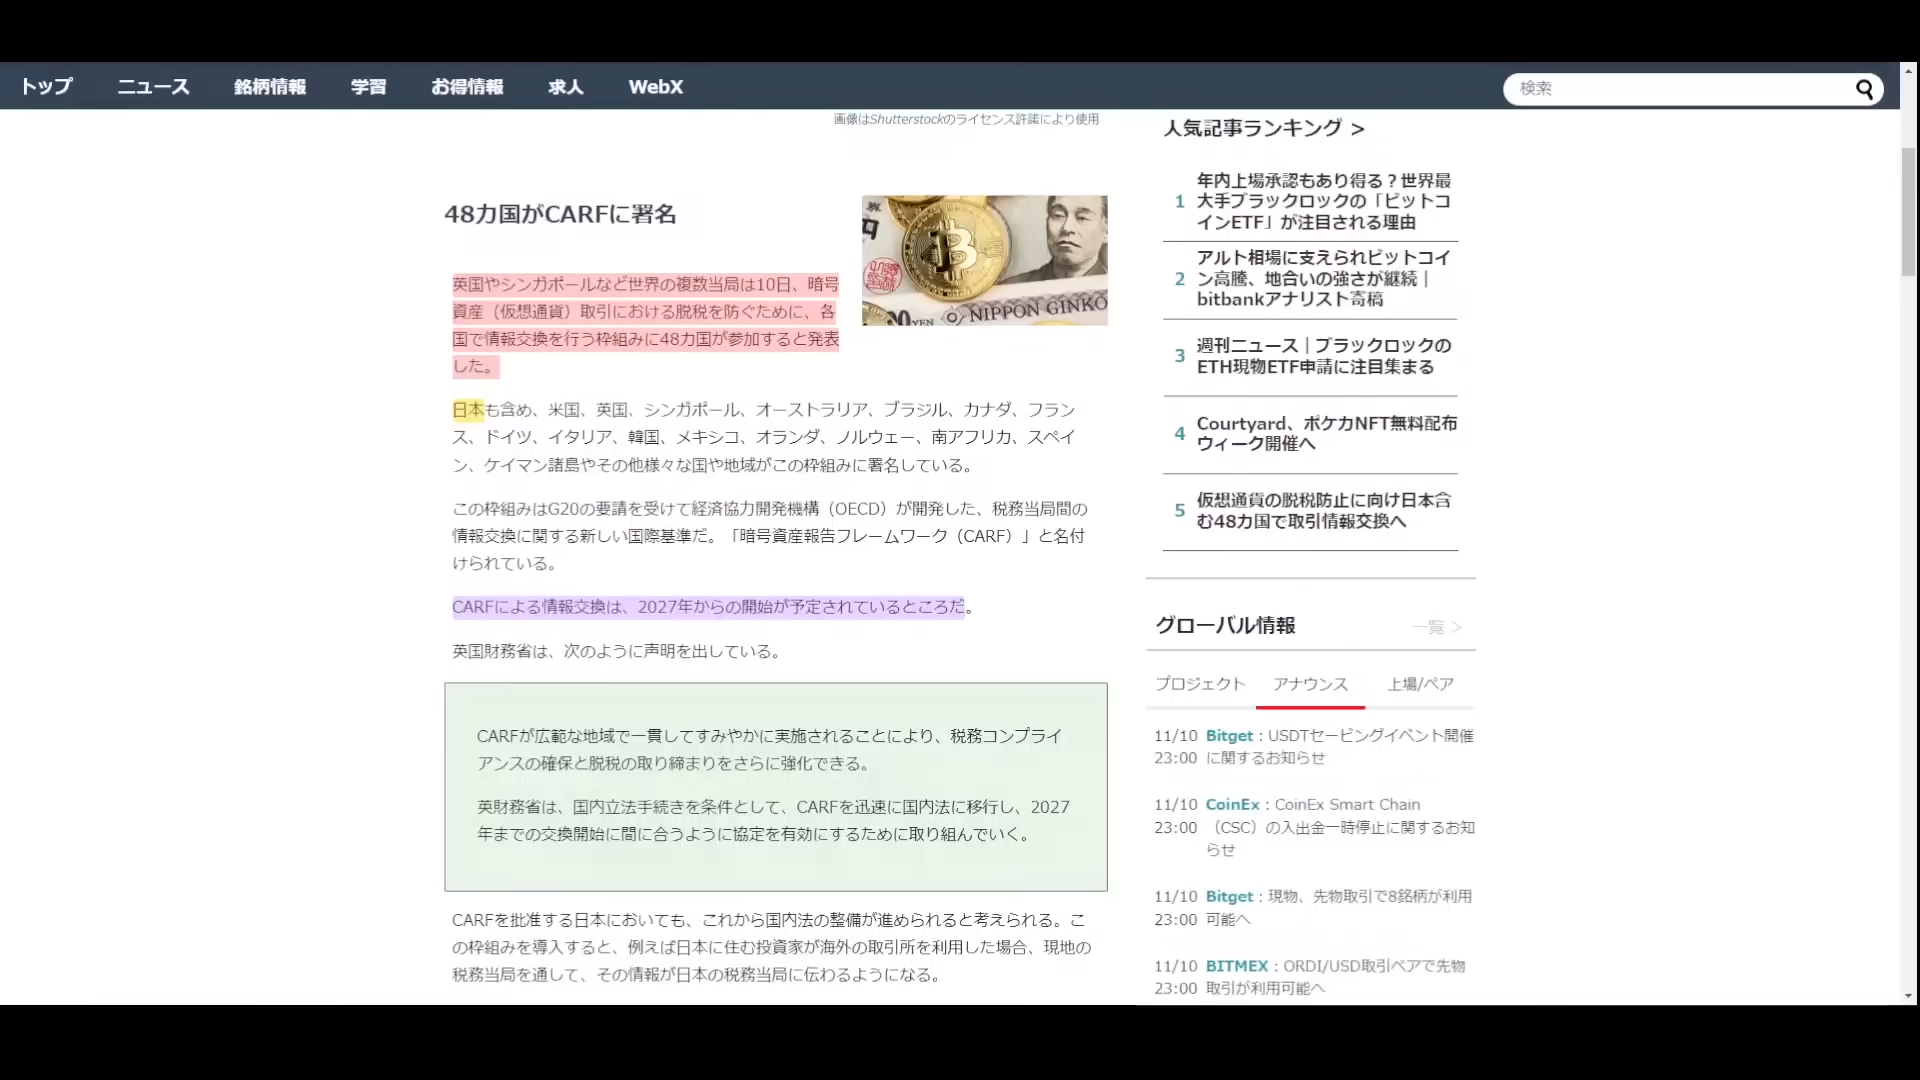 トップ ニュース 銘柄情報 学習 お得情報 求人 WebX 検索
画像はShutterstockのライセンス許諾により使用
48カ国がCARFに署名
NIPPON GINKO
YEN
英国やシンガポールなど世界の複数当局は10日、暗号
資産（仮想通貨）取引における脱税を防ぐために、各
国で情報交換を行う枠組みに48カ国が参加すると発表
した。
日本も含め、米国、英国、シンガポール、オーストラリア、ブラジル、カナダ、フラン
ス、ドイツ、イタリア、韓国、メキシコ、オランダ、ノルウェー、南アフリカ、スペイ
ン、ケイマン諸島やその他様々な国や地域がこの枠組みに署名している。
この枠組みはG20の要請を受けて経済協力開発機構（OECD）が開発した、税務当局間の
情報交換に関する新しい国際基準だ。「暗号資産報告フレームワーク（CARF）」と名付
けられている。
CARFによる情報交換は、2027年からの開始が予定されているところだ。
英国財務省は、次のように声明を出している。
CARFが広範な地域で一貫してすみやかに実施されることにより、税務コンプライ
アンスの確保と脱税の取り締まりをさらに強化できる。
英財務省は、国内立法手続きを条件として、CARFを迅速に国内法に移行し、2027
年までの交換開始に間に合うように協定を有効にするために取り組んでいく。
CARFを批准する日本においても、これから国内法の整備が進められると考えられる。こ
の枠組みを導入すると、例えば日本に住む投資家が海外の取引所を利用した場合、現地の
税務当局を通して、その情報が日本の税務当局に伝わるようになる。
人気記事ランキング >
1 年内上場承認もあり得る？世界最
大手ブラックロックの「ビットコ
インETF」が注目される理由
2 アルト相場に支えられビットコイ
ン高騰、地合いの強さが継続｜
bitbankアナリスト寄稿
3 週刊ニュース｜ブラックロックの
ETH現物ETF申請に注目集まる
4 Courtyard、ポケカNFT無料配布
ウィーク開催へ
5 仮想通貨の脱税防止に向け日本含
む48カ国で取引情報交換へ
グローバル情報 一覧 >
プロジェクト アナウンス 上場/ペア
11/10 Bitget：USDTセービングイベント開催
23:00 に関するお知らせ
11/10 CoinEx：CoinEx Smart Chain
23:00 （CSC）の入出金一時停止に関するお知
らせ
11/10 Bitget：現物、先物取引で8銘柄が利用
23:00 可能へ
11/10 BITMEX：ORDI/USD取引ペアで先物
23:00 取引が利用可能へ